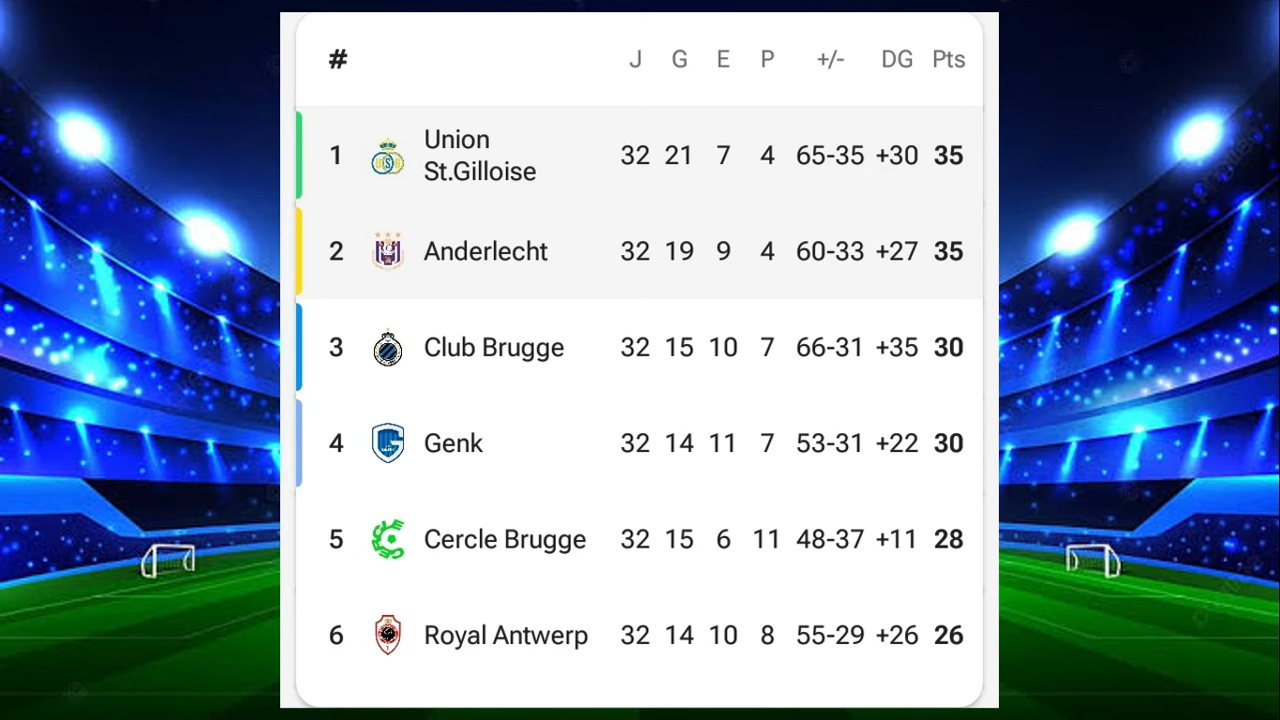 # J G E P +/- DG Pts
1 Union St.Gilloise 32 21 7 4 65-35 +30 35
2 Anderlecht 32 19 9 4 60-33 +27 35
3 Club Brugge 32 15 10 7 66-31 +35 30
4 Genk 32 14 11 7 53-31 +22 30
5 Cercle Brugge 32 15 6 11 48-37 +11 28
6 Royal Antwerp 32 14 10 8 55-29 +26 26